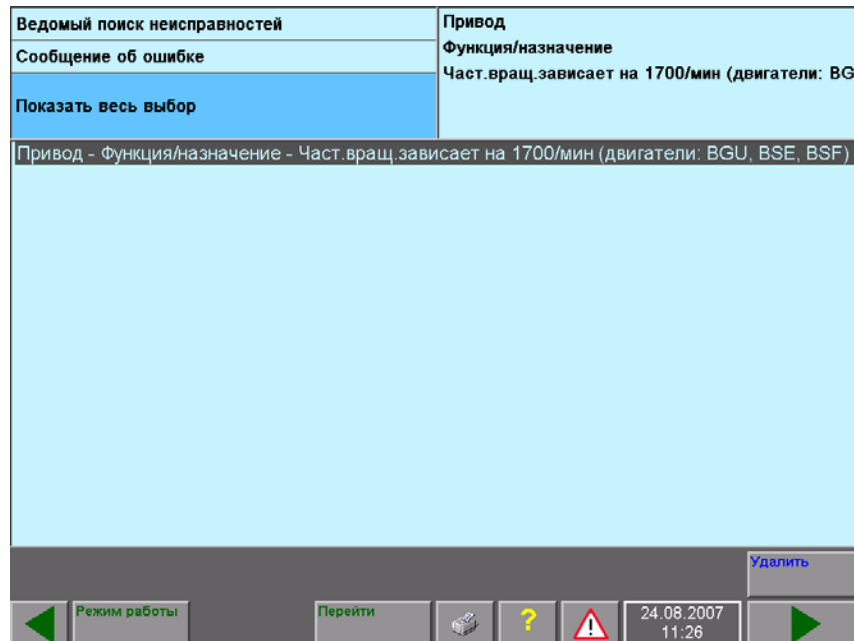 Ведомый поиск неисправностей
Сообщение об ошибке
Показать весь выбор
Привод
Функция/назначение
Част.вращ.зависает на 1700/мин (двигатели: BG
Привод - Функция/назначение - Част.вращ.зависает на 1700/мин (двигатели: BGU, BSE, BSF)
Удалить
Режим работы
Перейти
?
!
24.08.2007
11:26